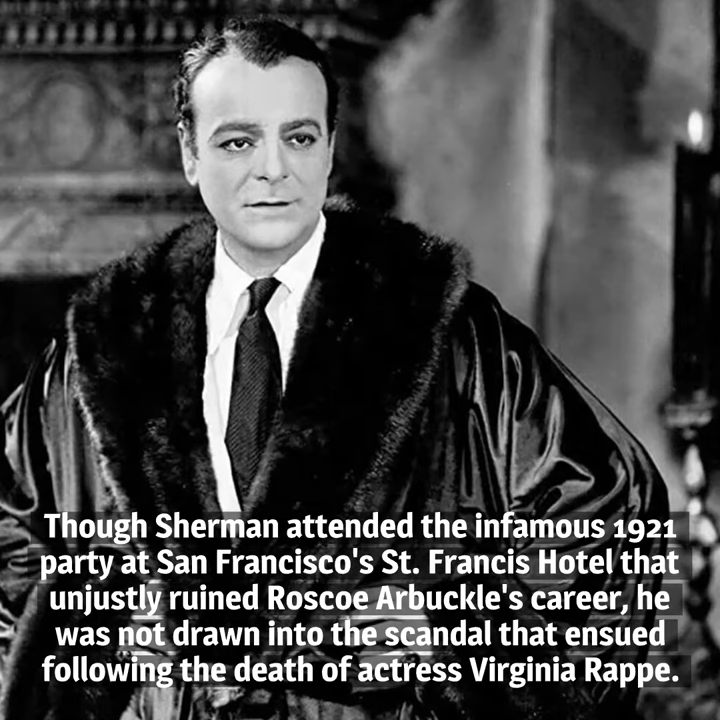 Though Sherman attended the infamous 1921
party at San Francisco's St. Francis Hotel that
unjustly ruined Roscoe Arbuckle's career, he
was not drawn into the scandal that ensued
following the death of actress Virginia Rappe.